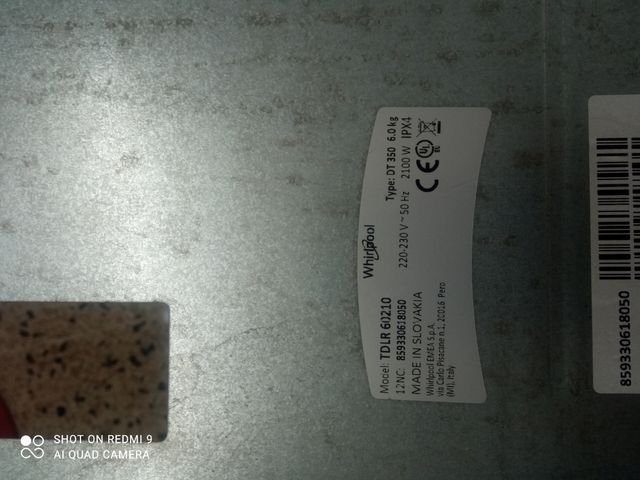 Whirlpool
Type: DT 350 6.0 kg
220-230 V ~ 50 Hz 2100 W IPX4
CE UL
Model: TDLR 60210
12NC: 859330618050
MADE IN SLOVAKIA
Whirlpool EMEA S.p.A.
via Carlo Pisacane n.1, 20016 Pero
(MI), Italy
859330618050
SHOT ON REDMI 9
AI QUAD CAMERA